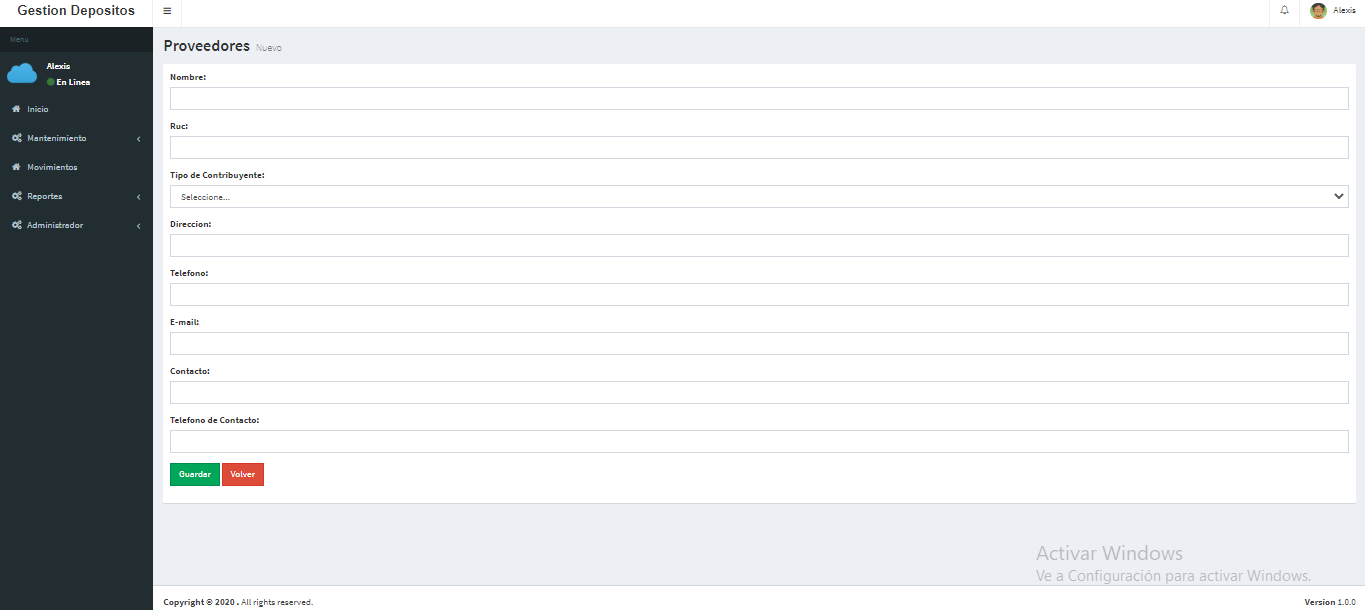 Gestion Depositos
Alexis
Menu
Alexis
En Linea
Inicio
Mantenimiento
Movimientos
Reportes
Administrador
Proveedores Nuevo
Nombre:
Ruc:
Tipo de Contribuyente:
Seleccione...
Direccion:
Telefono:
E-mail:
Contacto:
Telefono de Contacto:
Guardar Volver
Activar Windows
Ve a Configuración para activar Windows.
Copyright © 2020 . All rights reserved.
Version 1.0.0